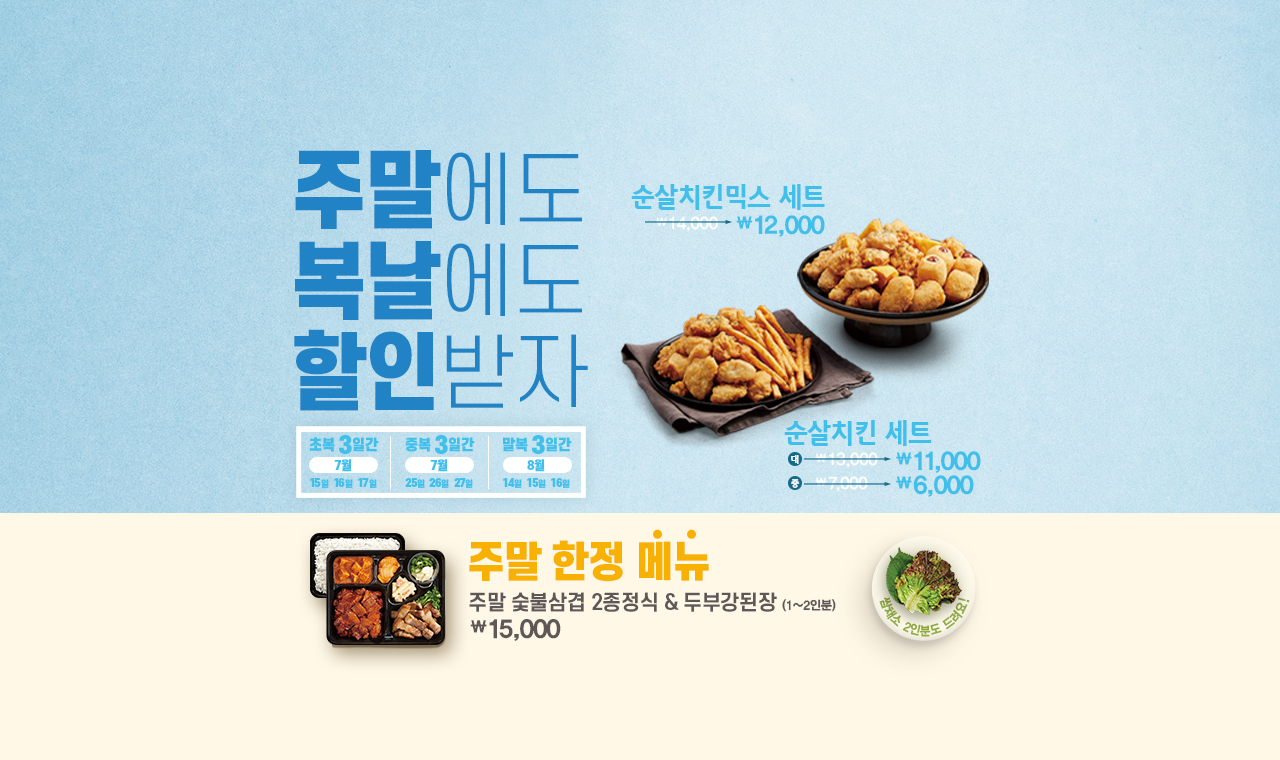 주말에도
복날에도
할인받자
초복 3일간
7월
15일 16일 17일
중복 3일간
7월
25일 26일 27일
말복 3일간
8월
14일 15일 16일
순살치킨믹스 세트
₩14,000 ₩12,000
순살치킨 세트
대 ₩13,000 ₩11,000
중 ₩7,000 ₩6,000
주말 한정 메뉴
주말 숯불삼겹 2종정식 & 두부강된장 (1~2인분)
₩15,000
쌈채소 2인분도 드려요!